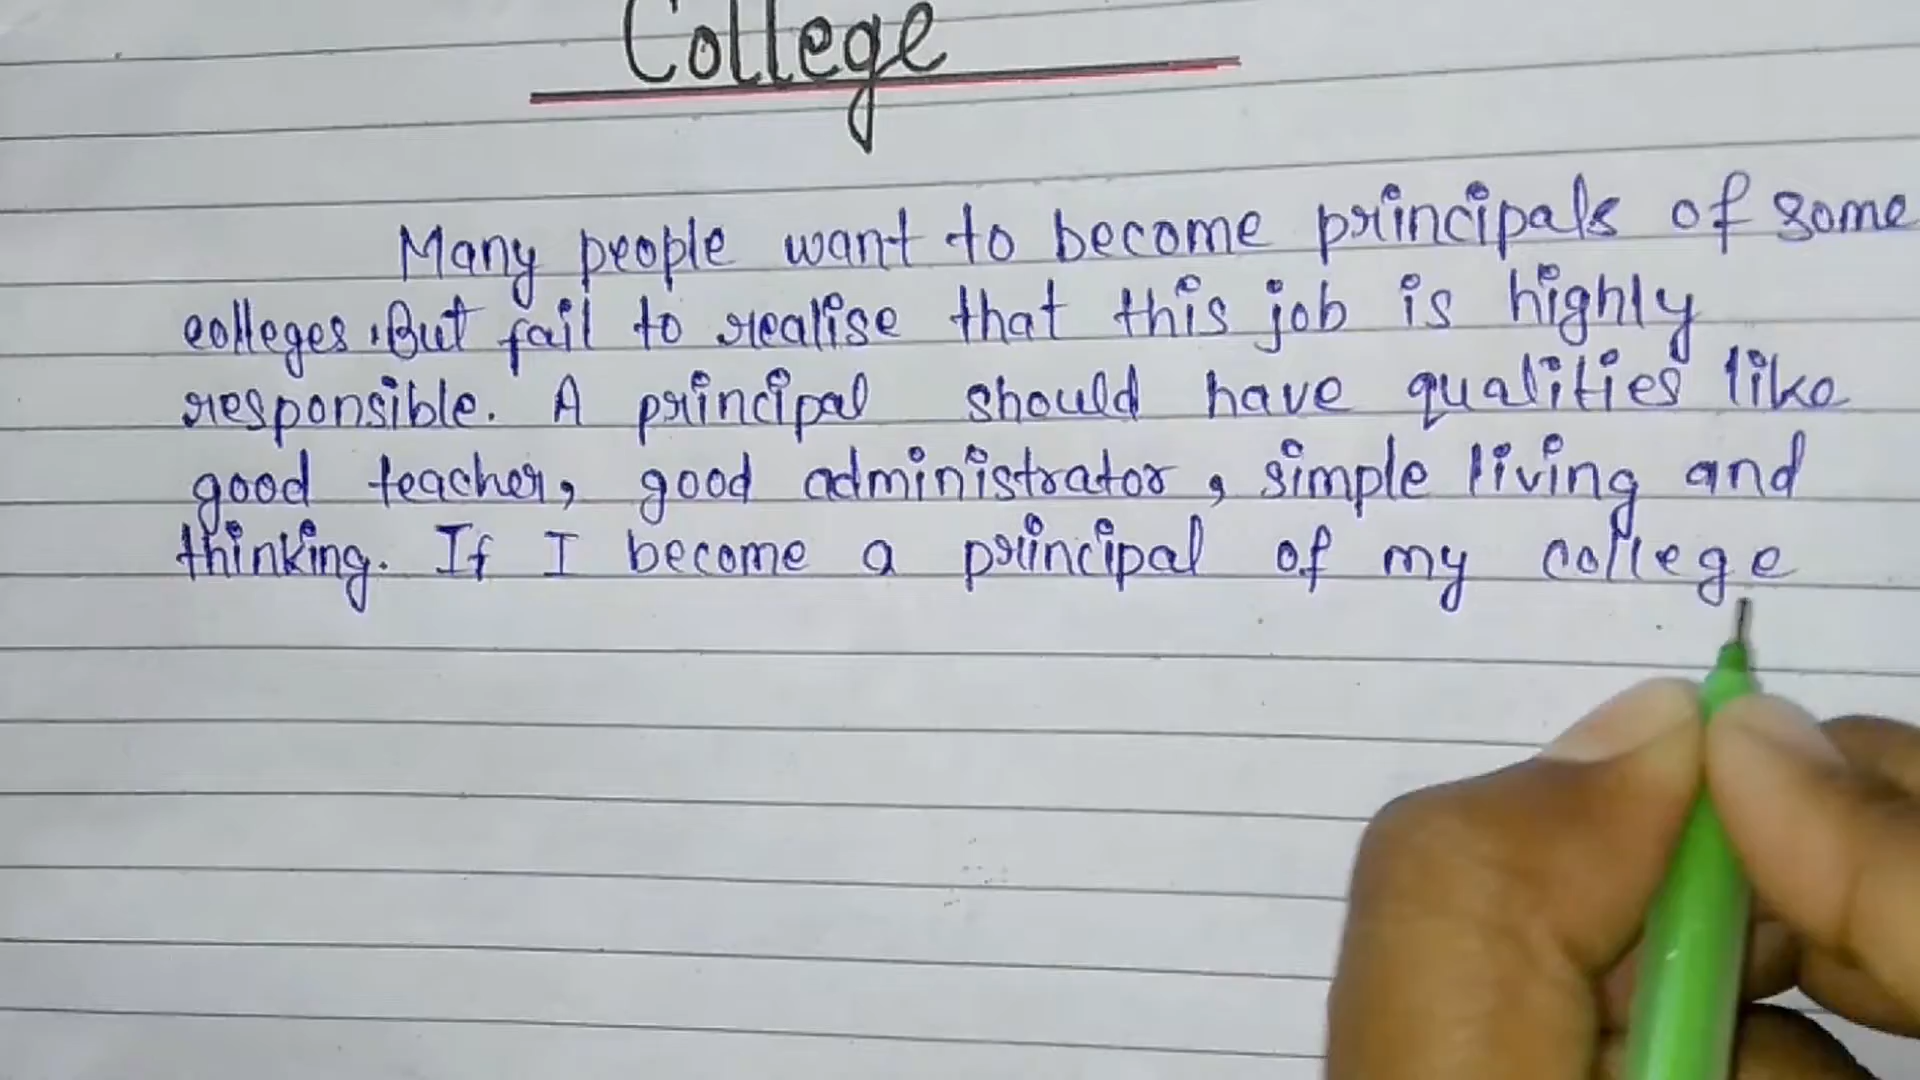 College
Many people want to become principals of some
colleges. But fail to realise that this job is highly
responsible. A principal should have qualities like
good teacher, good administrator, simple living and
thinking. If I become a principal of my college